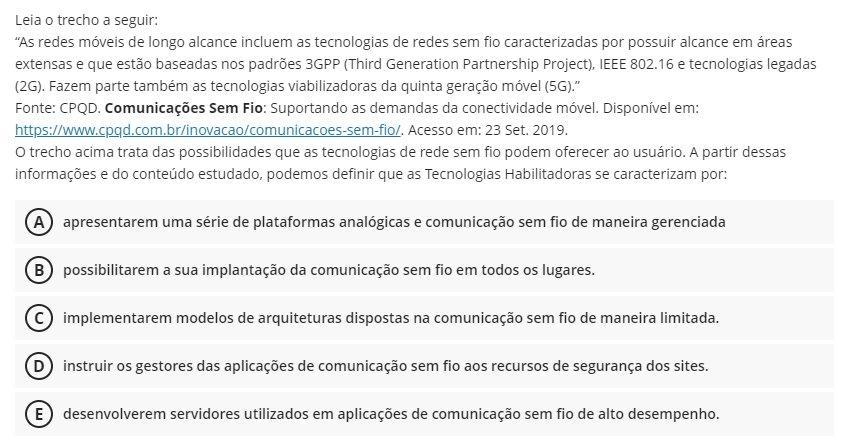 Leia o trecho a seguir:
“As redes móveis de longo alcance incluem as tecnologias de redes sem fio caracterizadas por possuir alcance em áreas
extensas e que estão baseadas nos padrões 3GPP (Third Generation Partnership Project), IEEE 802.16 e tecnologias legadas
(2G). Fazem parte também as tecnologias viabilizadoras da quinta geração móvel (5G).”
Fonte: CPQD. Comunicações Sem Fio: Suportando as demandas da conectividade móvel. Disponível em:
https://www.cpqd.com.br/inovacao/comunicacoes-sem-fio/. Acesso em: 23 Set. 2019.
O trecho acima trata das possibilidades que as tecnologias de rede sem fio podem oferecer ao usuário. A partir dessas
informações e do conteúdo estudado, podemos definir que as Tecnologias Habilitadoras se caracterizam por:
A apresentarem uma série de plataformas analógicas e comunicação sem fio de maneira gerenciada
B possibilitarem a sua implantação da comunicação sem fio em todos os lugares.
C implementarem modelos de arquiteturas dispostas na comunicação sem fio de maneira limitada.
D instruir os gestores das aplicações de comunicação sem fio aos recursos de segurança dos sites.
E desenvolverem servidores utilizados em aplicações de comunicação sem fio de alto desempenho.